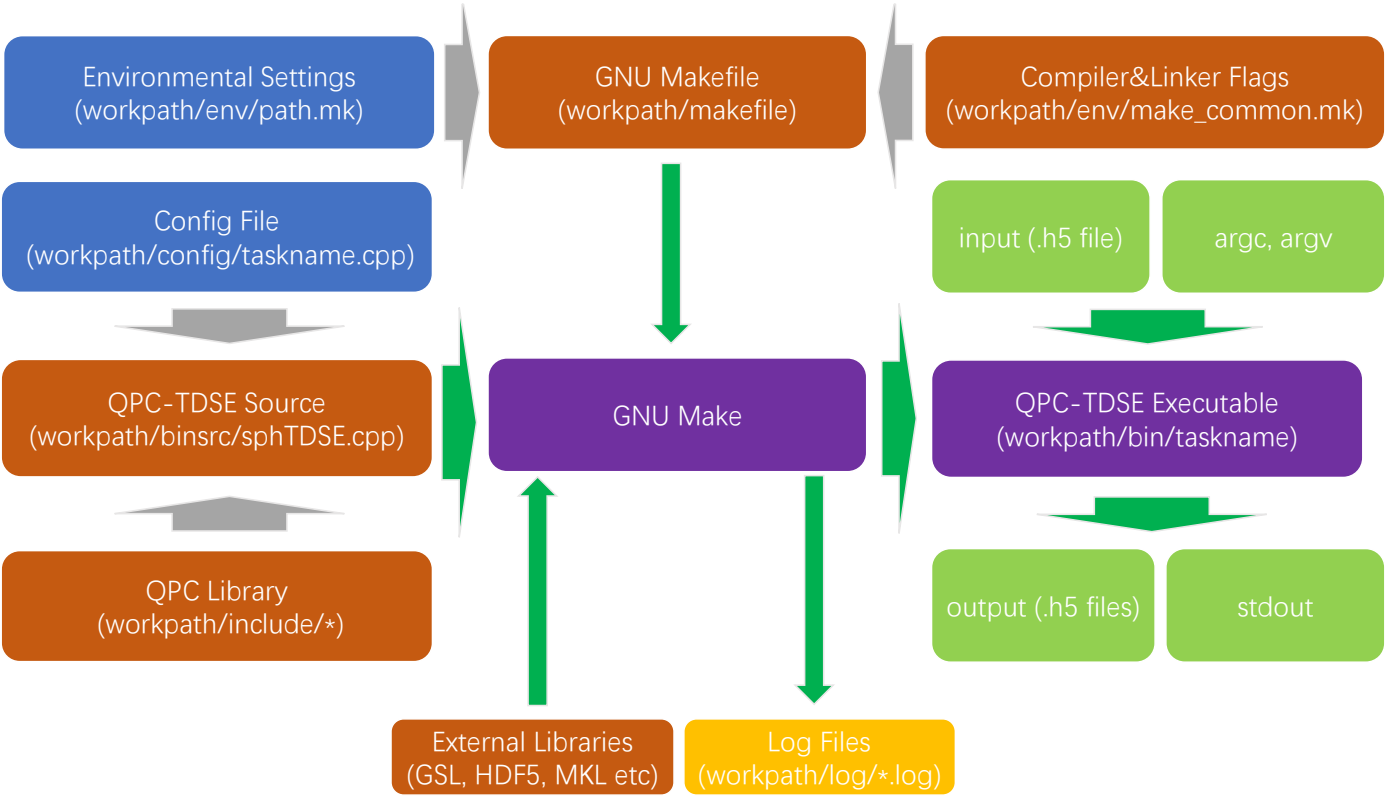 Environmental Settings
(workpath/env/path.mk)
GNU Makefile
(workpath/makefile)
Compiler&Linker Flags
(workpath/env/make_common.mk)
Config File
(workpath/config/taskname.cpp)
input (.h5 file)
argc, argv
QPC-TDSE Source
(workpath/binsrc/sphTDSE.cpp)
GNU Make
QPC-TDSE Executable
(workpath/bin/taskname)
QPC Library
(workpath/include/*)
output (.h5 files)
stdout
External Libraries
(GSL, HDF5, MKL etc)
Log Files
(workpath/log/*.log)